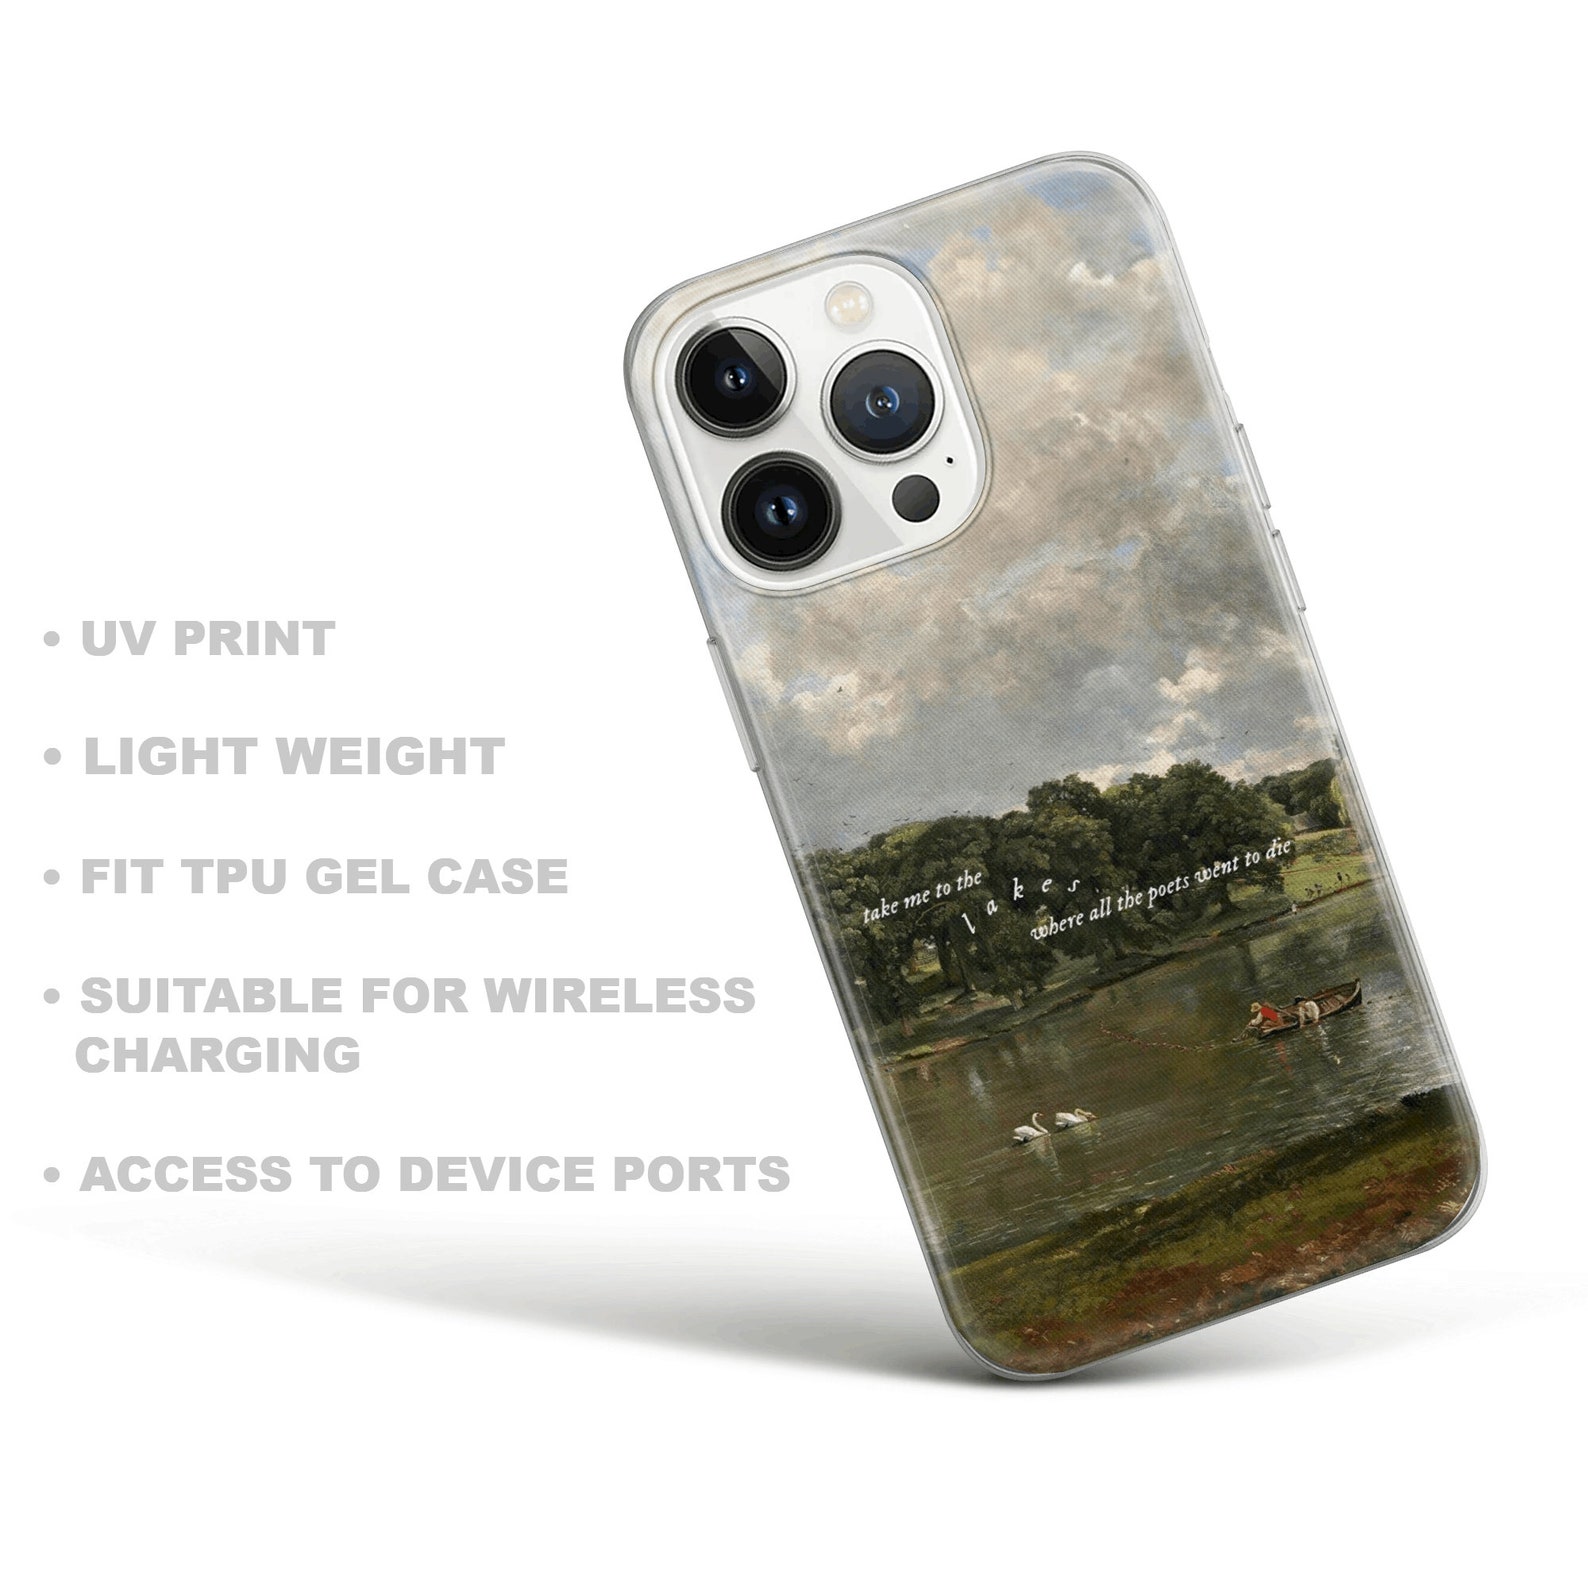 • UV PRINT
• LIGHT WEIGHT
• FIT TPU GEL CASE
• SUITABLE FOR WIRELESS
CHARGING
• ACCESS TO DEVICE PORTS
take me to the
lakes
where all the poets went to die